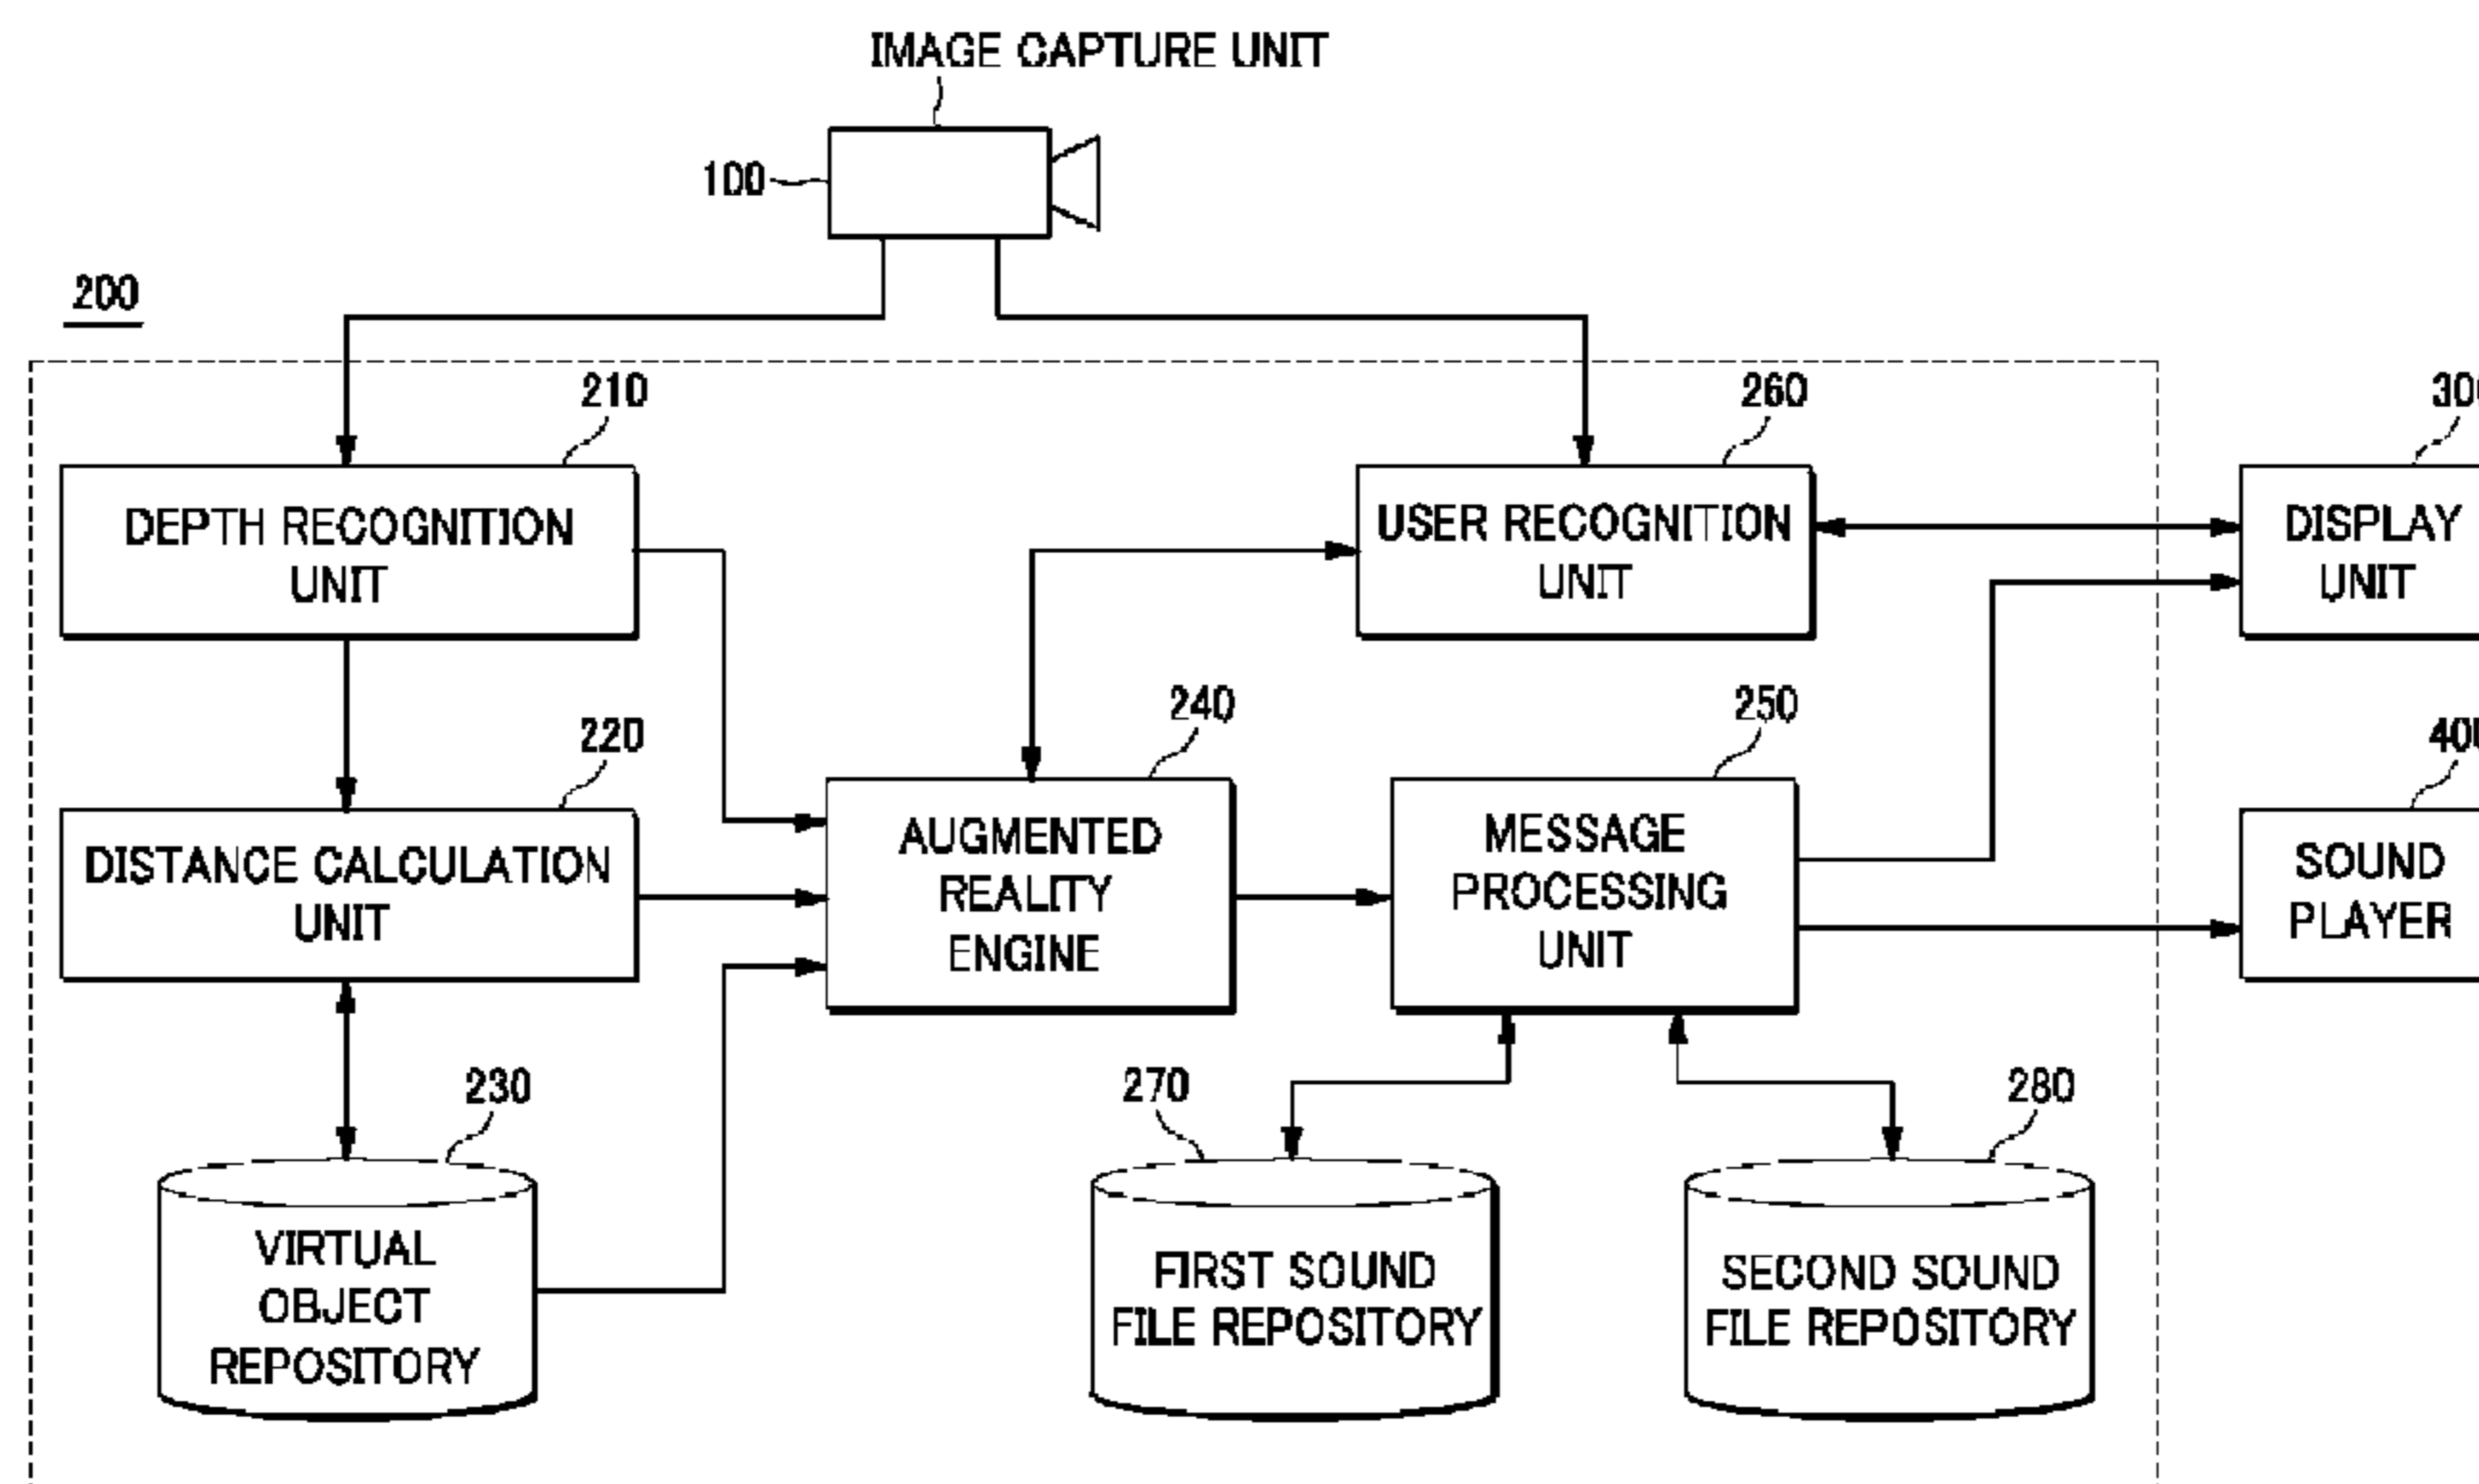 IMAGE CAPTURE UNIT
100
200
210
260
DEPTH RECOGNITION
UNIT
USER RECOGNITION
UNIT
DISPLAY
UNIT
220
240
250
DISTANCE CALCULATION
UNIT
AUGMENTED
REALITY
ENGINE
MESSAGE
PROCESSING
UNIT
SOUND
PLAYER
230
270
280
VIRTUAL
OBJECT
REPOSITORY
FIRST SOUND
FILE REPOSITORY
SECOND SOUND
FILE REPOSITORY